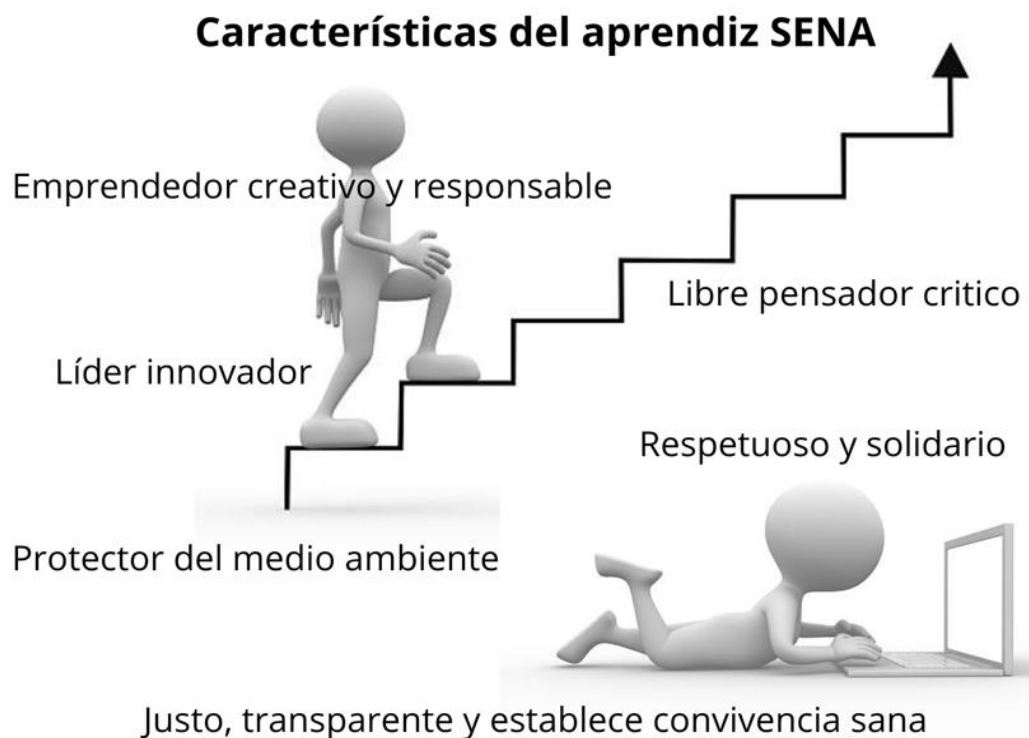 Características del aprendiz SENA
Emprendedor creativo y responsable
Libre pensador critico
Líder innovador
Respetuoso y solidario
Protector del medio ambiente
Justo, transparente y establece convivencia sana